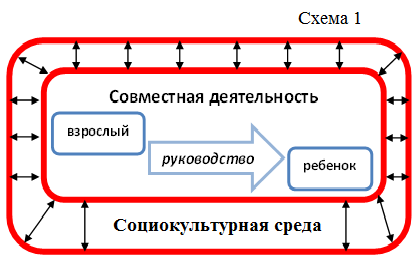 Схема 1
Совместная деятельность
взрослый
руководство
ребенок
Социокультурная среда